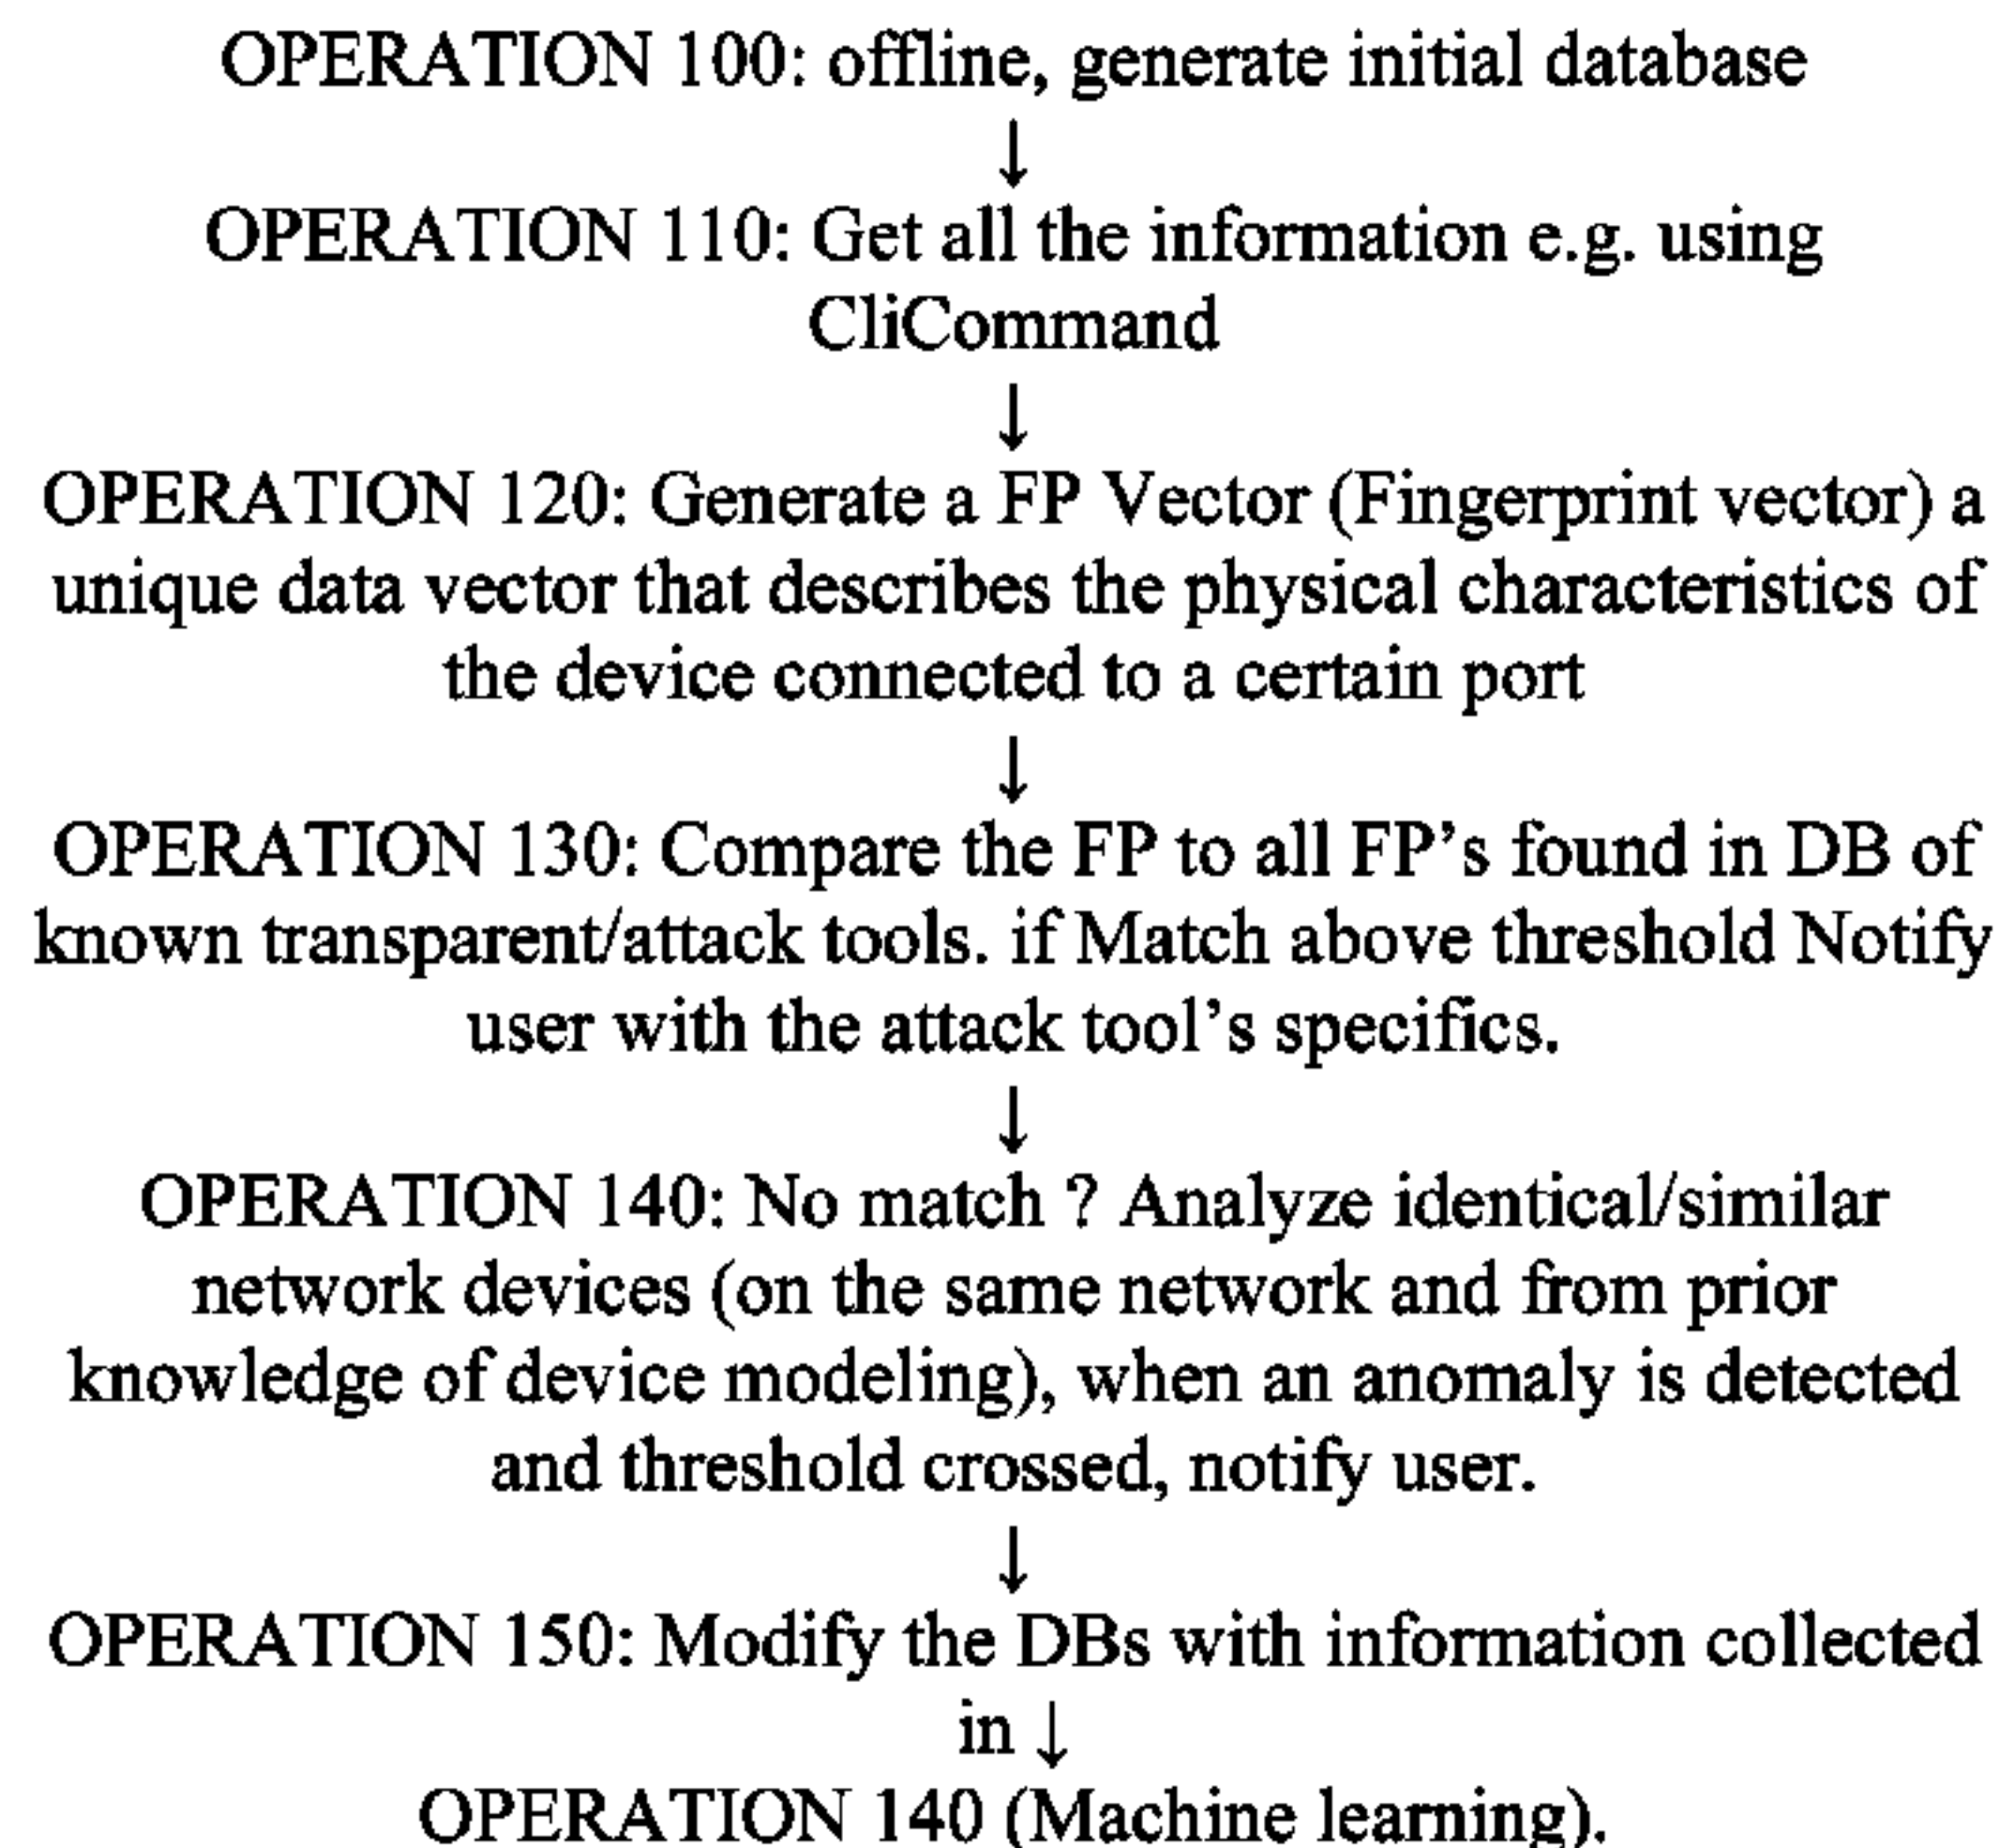 OPERATION 100: offline, generate initial database
↓
OPERATION 110: Get all the information e.g. using
CliCommand
↓
OPERATION 120: Generate a FP Vector (Fingerprint vector) a
unique data vector that describes the physical characteristics of
the device connected to a certain port
↓
OPERATION 130: Compare the FP to all FP’s found in DB of
known transparent/attack tools. if Match above threshold Notify
user with the attack tool’s specifics.
↓
OPERATION 140: No match ? Analyze identical/similar
network devices (on the same network and from prior
knowledge of device modeling), when an anomaly is detected
and threshold crossed, notify user.
↓
OPERATION 150: Modify the DBs with information collected
in ↓
OPERATION 140 (Machine learning).